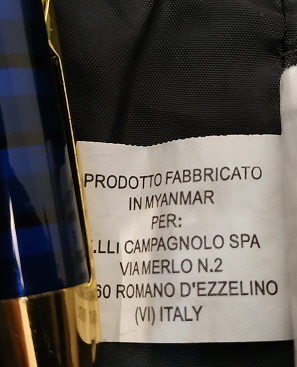 PRODOTTO FABBRICATO
IN MYANMAR
PER:
.LLI CAMPAGNOLO SPA
VIA MERLO N.2
60 ROMANO D'EZZELINO
(VI) ITALY